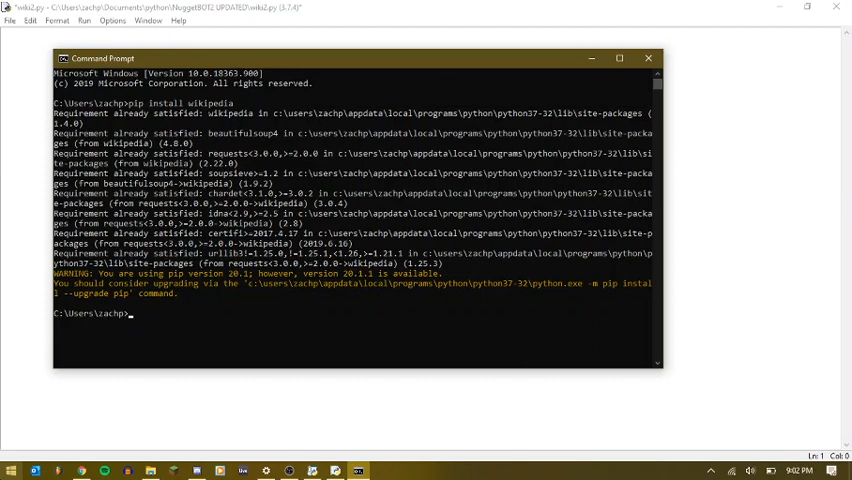 *wiki2.py - C:\Users\zachp\Documents\python\NuggetBOT2 UPDATED\wiki2.py (3.7.4)*
File Edit Format Run Options Window Help
Command Prompt
Microsoft Windows [Version 10.0.18363.900]
(c) 2019 Microsoft Corporation. All rights reserved.
C:\Users\zachp>pip install wikipedia
Requirement already satisfied: wikipedia in c:\users\zachp\appdata\local\programs\python\python37-32\lib\site-packages (
1.4.0)
Requirement already satisfied: beautifulsoup4 in c:\users\zachp\appdata\local\programs\python\python37-32\lib\site-packa
ges (from wikipedia) (4.8.0)
Requirement already satisfied: requests<3.0.0,>=2.0.0 in c:\users\zachp\appdata\local\programs\python\python37-32\lib\si
te-packages (from wikipedia) (2.22.0)
Requirement already satisfied: soupsieve>=1.2 in c:\users\zachp\appdata\local\programs\python\python37-32\lib\site-packa
ges (from beautifulsoup4->wikipedia) (1.9.2)
Requirement already satisfied: chardet<3.1.0,>=3.0.2 in c:\users\zachp\appdata\local\programs\python\python37-32\lib\sit
e-packages (from requests<3.0.0,>=2.0.0->wikipedia) (3.0.4)
Requirement already satisfied: idna<2.9,>=2.5 in c:\users\zachp\appdata\local\programs\python\python37-32\lib\site-packa
ges (from requests<3.0.0,>=2.0.0->wikipedia) (2.8)
Requirement already satisfied: certifi>=2017.4.17 in c:\users\zachp\appdata\local\programs\python\python37-32\lib\site-p
ackages (from requests<3.0.0,>=2.0.0->wikipedia) (2019.6.16)
Requirement already satisfied: urllib3!=1.25.0,!=1.25.1,<1.26,>=1.21.1 in c:\users\zachp\appdata\local\programs\python\p
ython37-32\lib\site-packages (from requests<3.0.0,>=2.0.0->wikipedia) (1.25.3)
WARNING: You are using pip version 20.1; however, version 20.1.1 is available.
You should consider upgrading via the 'c:\users\zachp\appdata\local\programs\python\python37-32\python.exe -m pip instal
l --upgrade pip' command.
C:\Users\zachp>
Ln: 1 Col: 0
9:02 PM